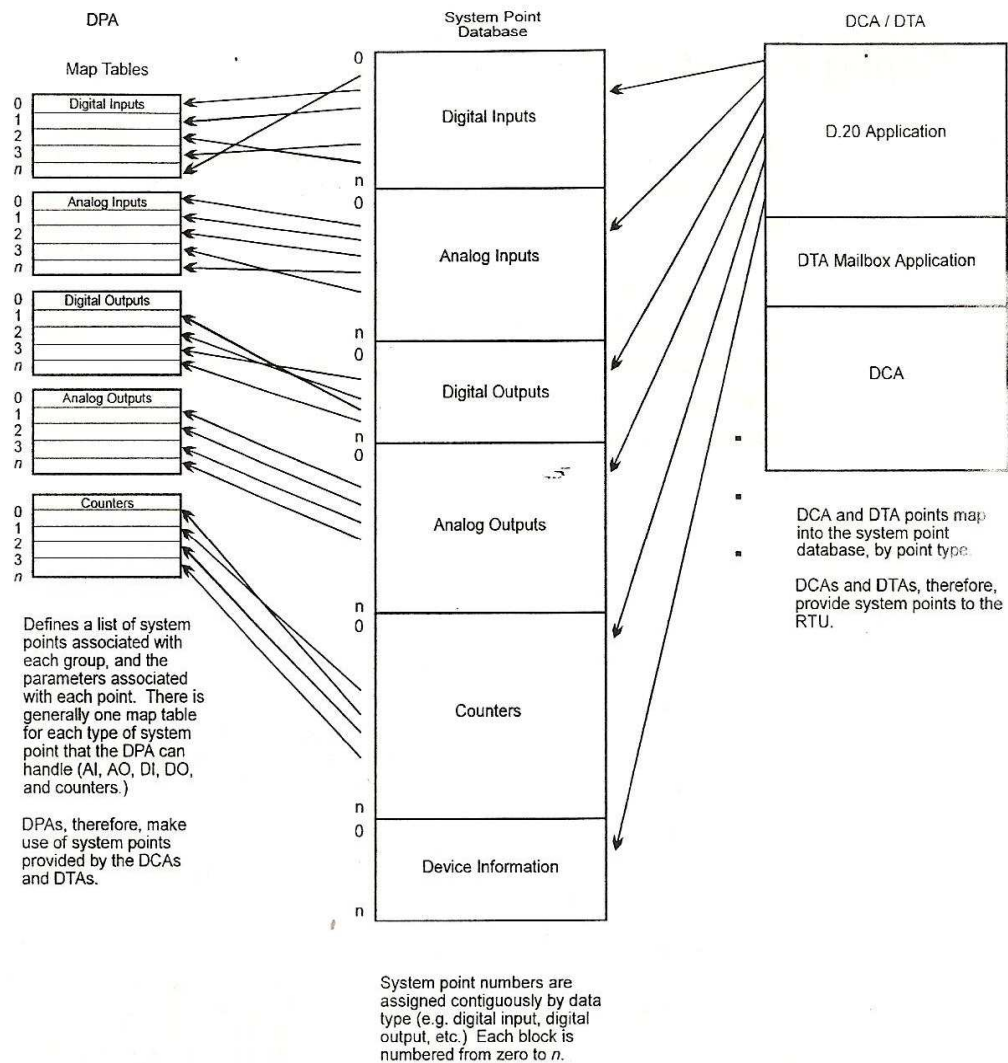 DPA
Map Tables
0
1
2
3
n
Digital Inputs
0
1
2
3
n
Analog Inputs
0
1
2
3
n
Digital Outputs
0
1
2
3
n
Analog Outputs
0
1
2
3
n
Counters
Defines a list of system
points associated with
each group, and the
parameters associated
with each point. There is
generally one map table
for each type of system
point that the DPA can
handle (AI, AO, DI, DO,
and counters.)
DPAs, therefore, make
use of system points
provided by the DCAs
and DTAs.
System Point
Database
0
Digital Inputs
n
0
Analog Inputs
n
0
Digital Outputs
n
0
Analog Outputs
n
0
Counters
n
0
Device Information
n
System point numbers are
assigned contiguously by data
type (e.g. digital input, digital
output, etc.) Each block is
numbered from zero to n.
DCA / DTA
D.20 Application
DTA Mailbox Application
DCA
DCA and DTA points map
into the system point
database, by point type.
DCAs and DTAs, therefore,
provide system points to the
RTU.